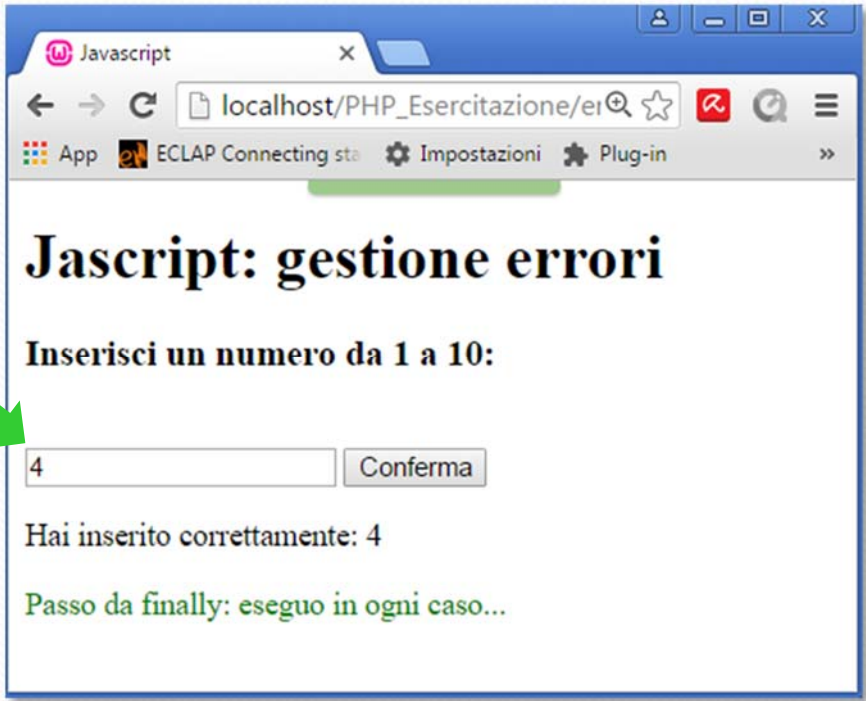 Javascript
localhost/PHP_Esercitazione/er
App ECLAP Connecting sta Impostazioni Plug-in »
Jascript: gestione errori
Inserisci un numero da 1 a 10:
4 Conferma
Hai inserito correttamente: 4
Passo da finally: eseguo in ogni caso...